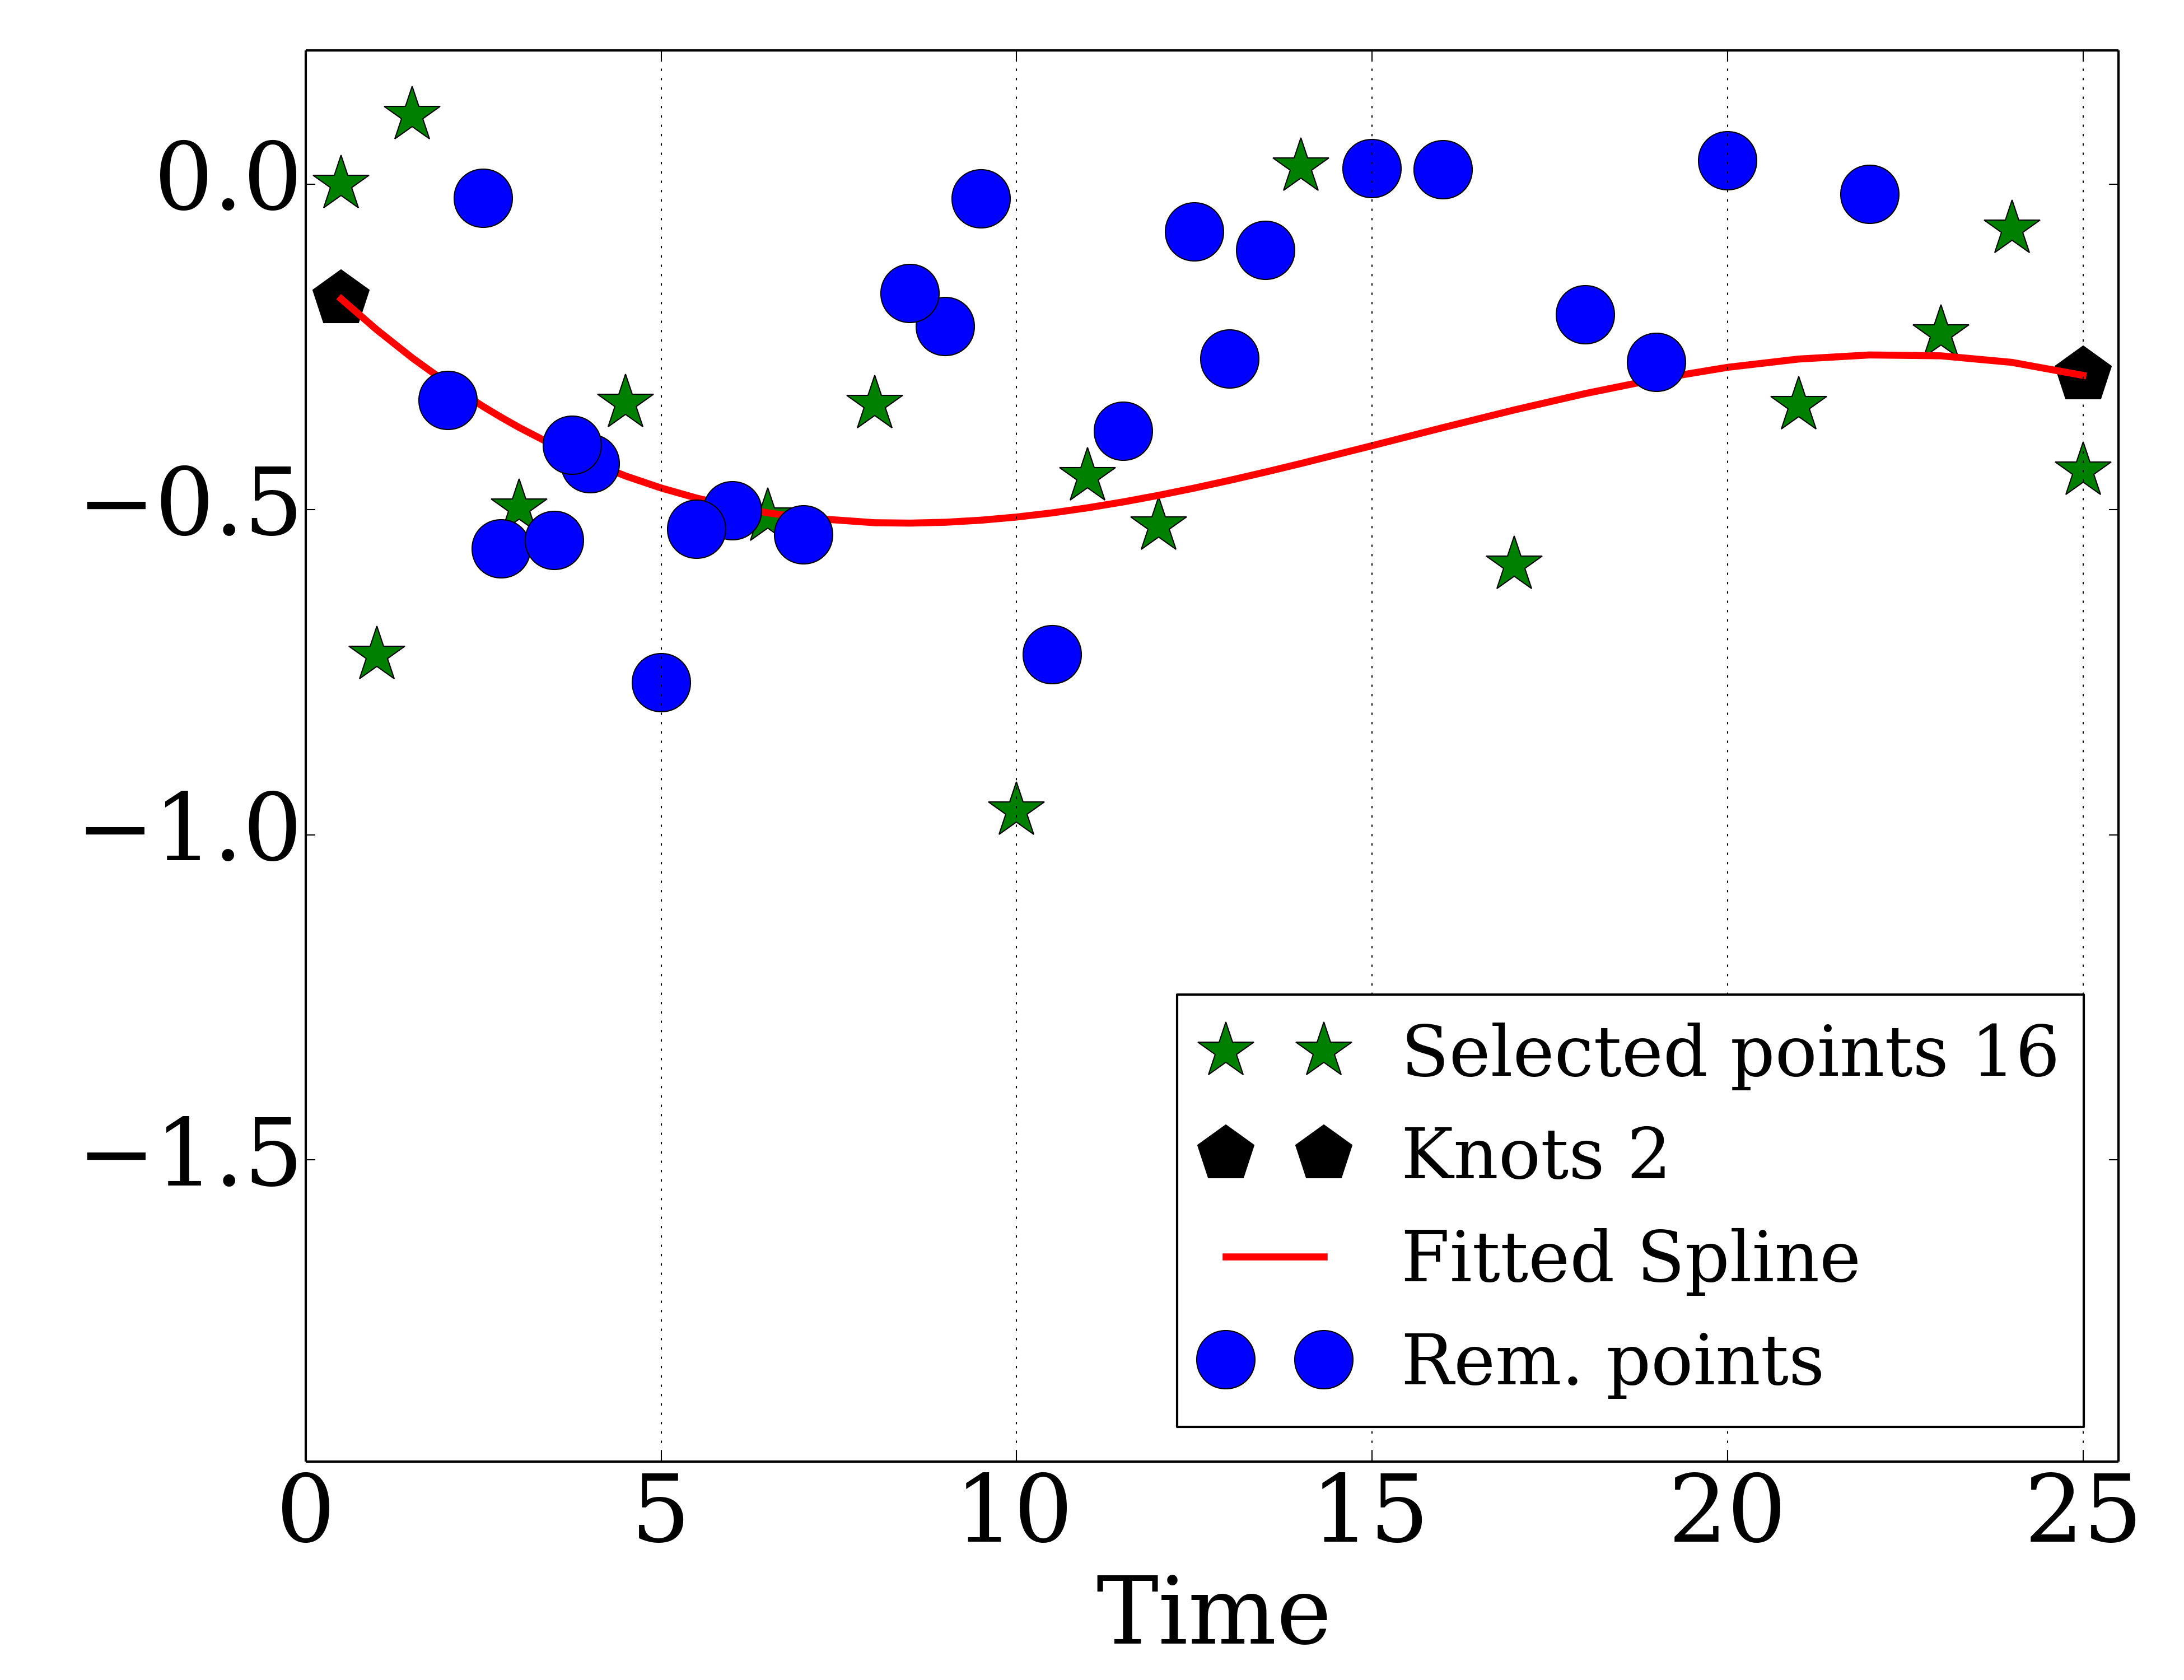 0.0
−0.5
−1.0
−1.5
Selected points 16
Knots 2
Fitted Spline
Rem. points
0 5 10 15 20 25
Time